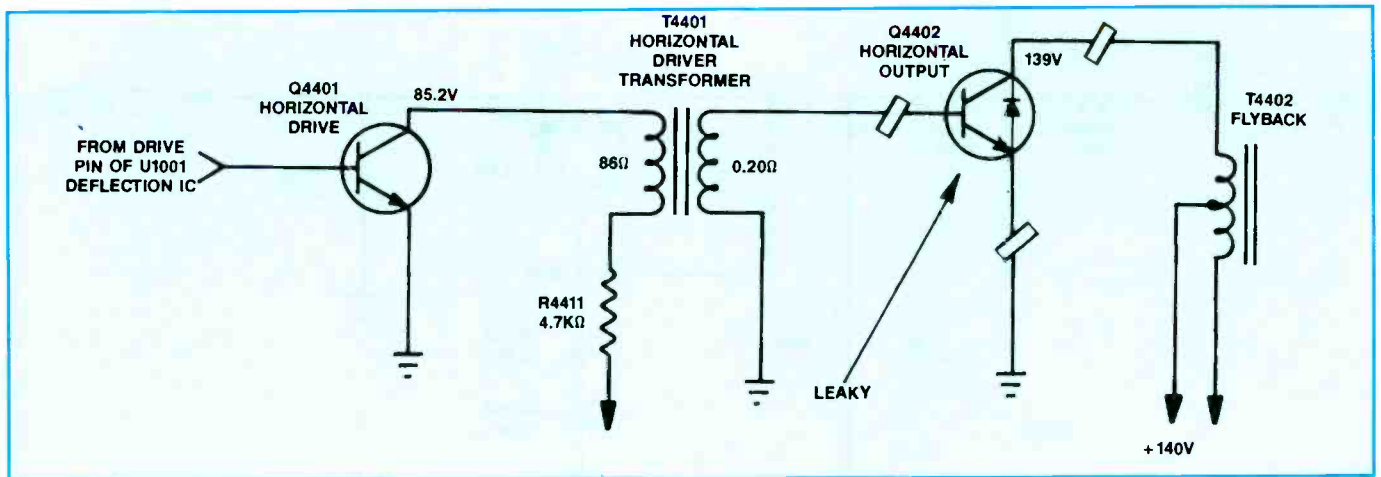 Q4401
HORIZONTAL
DRIVE
85.2V
FROM DRIVE
PIN OF U1001
DEFLECTION IC
T4401
HORIZONTAL
DRIVER
TRANSFORMER
86Ω
0.20Ω
R4411
4.7KΩ
Q4402
HORIZONTAL
OUTPUT
139V
LEAKY
T4402
FLYBACK
+140V